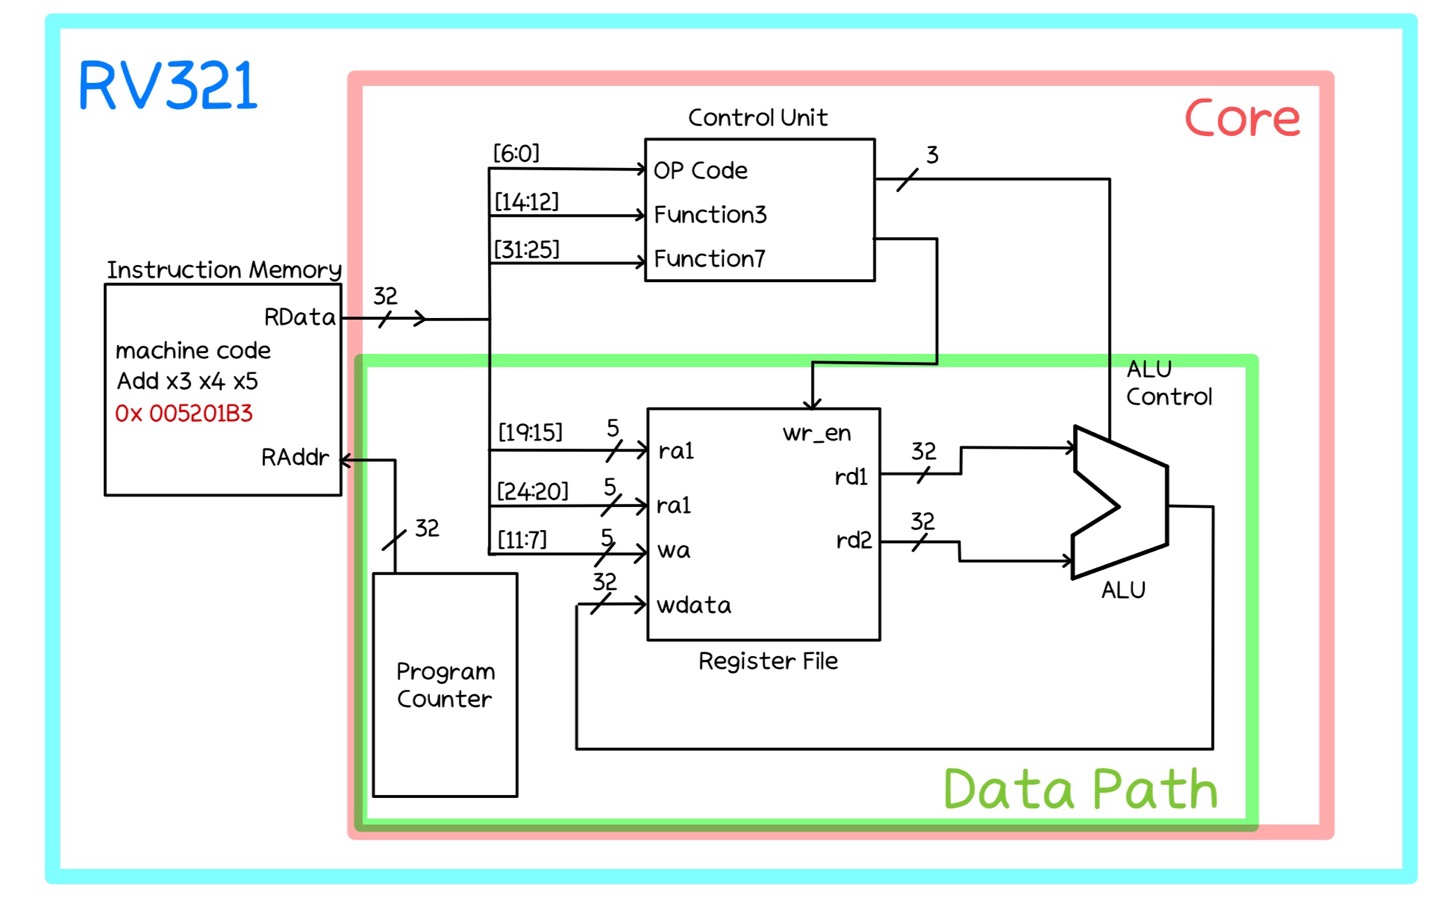 RV321
Core
Control Unit
[6:0]
OP Code
3
[14:12]
Function3
[31:25]
Function7
Instruction Memory
32
RData
machine code
Add x3 x4 x5
0x 005201B3
RAddr
32
ALU
Control
[19:15]
5
ra1
wr_en
[24:20]
5
ra1
rd1
32
[11:7]
5
wa
rd2
32
32
wdata
ALU
Register File
Program
Counter
Data Path